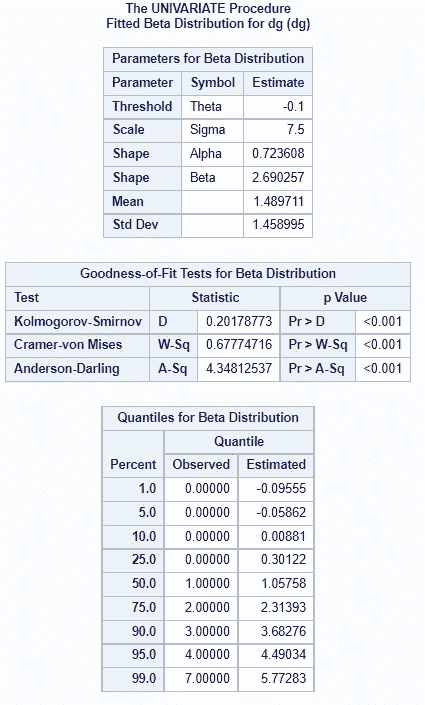 The UNIVARIATE Procedure
Fitted Beta Distribution for dg (dg)
Parameters for Beta Distribution
Parameter Symbol Estimate
Threshold Theta -0.1
Scale Sigma 7.5
Shape Alpha 0.723608
Shape Beta 2.690257
Mean 1.489711
Std Dev 1.458995
Goodness-of-Fit Tests for Beta Distribution
Test Statistic p Value
Kolmogorov-Smirnov D 0.20178773 Pr > D <0.001
Cramer-von Mises W-Sq 0.67774716 Pr > W-Sq <0.001
Anderson-Darling A-Sq 4.34812537 Pr > A-Sq <0.001
Quantiles for Beta Distribution
Quantile
Percent Observed Estimated
1.0 0.00000 -0.09555
5.0 0.00000 -0.05862
10.0 0.00000 0.00881
25.0 0.00000 0.30122
50.0 1.00000 1.05758
75.0 2.00000 2.31393
90.0 3.00000 3.68276
95.0 4.00000 4.49034
99.0 7.00000 5.77283